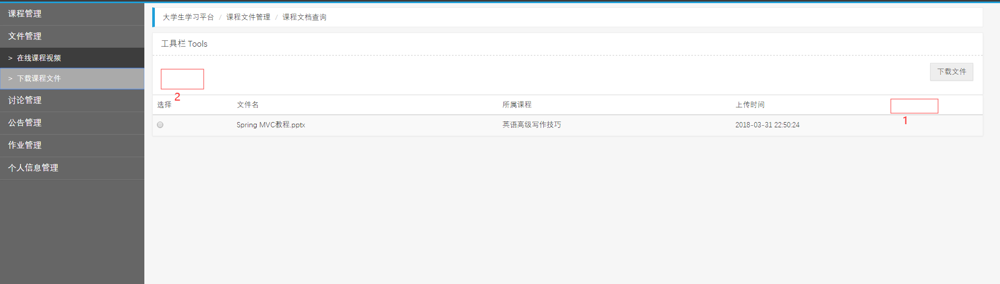 课程管理
文件管理
> 在线课程视频
> 下载课程文件
讨论管理
公告管理
作业管理
个人信息管理
大学生学习平台 / 课程文件管理 / 课程文档查询
工具栏 Tools
下载文件
2
选择 文件名 所属课程 上传时间
1
Spring MVC教程.pptx 英语高级写作技巧 2018-03-31 22:50:24